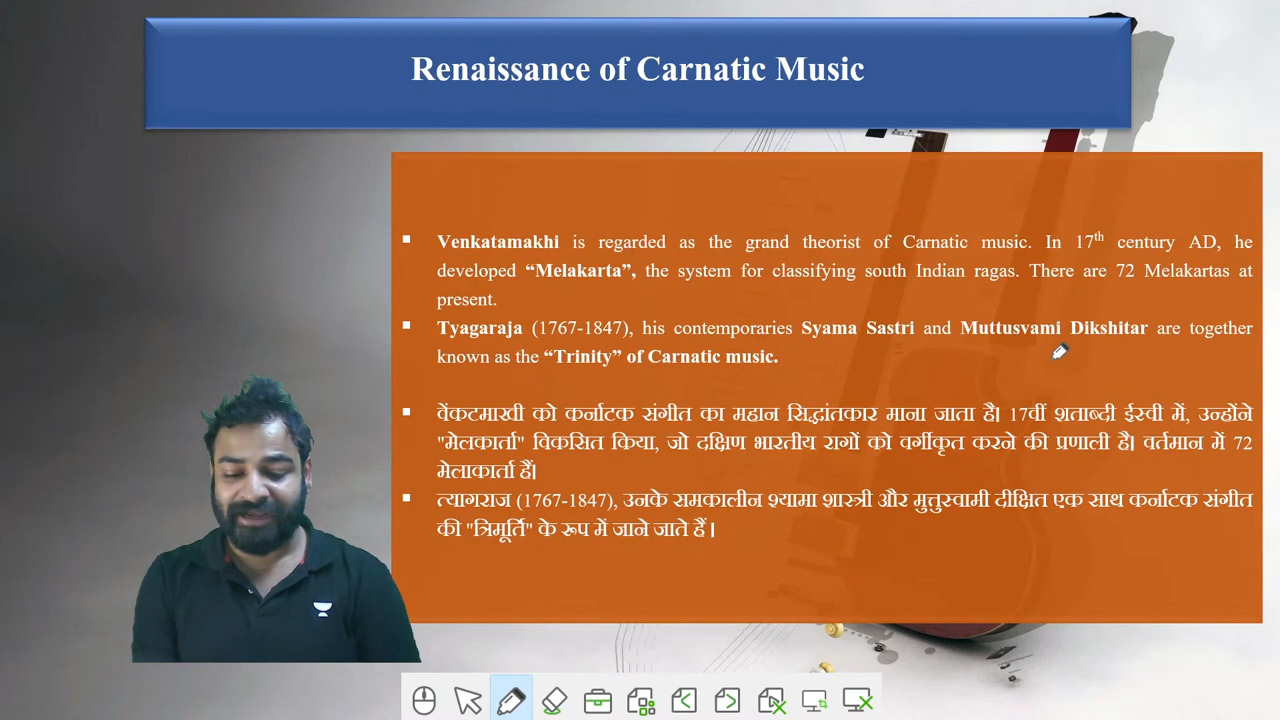 Renaissance of Carnatic Music
▪ Venkatamakhi is regarded as the grand theorist of Carnatic music. In 17th century AD, he
developed “Melakarta”, the system for classifying south Indian ragas. There are 72 Melakartas at
present.
▪ Tyagaraja (1767-1847), his contemporaries Syama Sastri and Muttusvami Dikshitar are together
known as the “Trinity” of Carnatic music.
▪ वेंकटमाखी को कर्नाटक संगीत का महान सिद्धांतकार माना जाता है। 17वीं शताब्दी ईस्वी में, उन्होंने
"मेलकार्ता" विकसित किया, जो दक्षिण भारतीय रागों को वर्गीकृत करने की प्रणाली है। वर्तमान में 72
मेलाकार्ता हैं।
▪ त्यागराज (1767-1847), उनके समकालीन श्यामा शास्त्री और मुत्तुस्वामी दीक्षित एक साथ कर्नाटक संगीत
की "त्रिमूर्ति" के रूप में जाने जाते हैं।